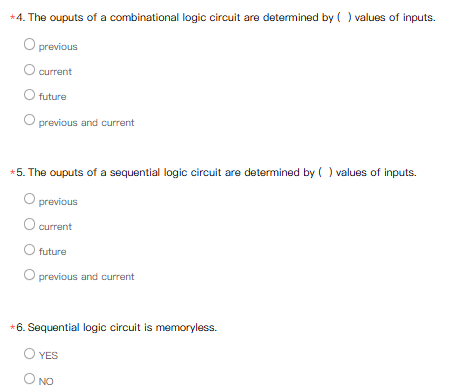 *4. The ouputs of a combinational logic circuit are determined by ( ) values of inputs.
previous
current
future
previous and current
*5. The ouputs of a sequential logic circuit are determined by ( ) values of inputs.
previous
current
future
previous and current
*6. Sequential logic circuit is memoryless.
YES
NO